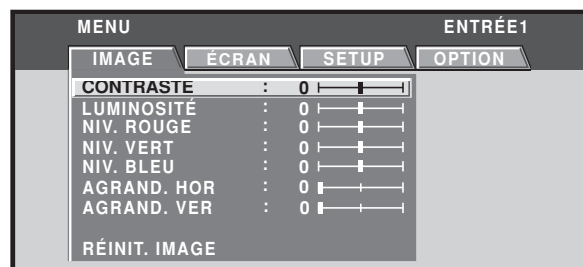 MENU ENTRÉE1
IMAGE ÉCRAN SETUP OPTION
CONTRASTE : 0
LUMINOSITÉ : 0
NIV. ROUGE : 0
NIV. VERT : 0
NIV. BLEU : 0
AGRAND. HOR : 0
AGRAND. VER : 0
RÉINIT. IMAGE